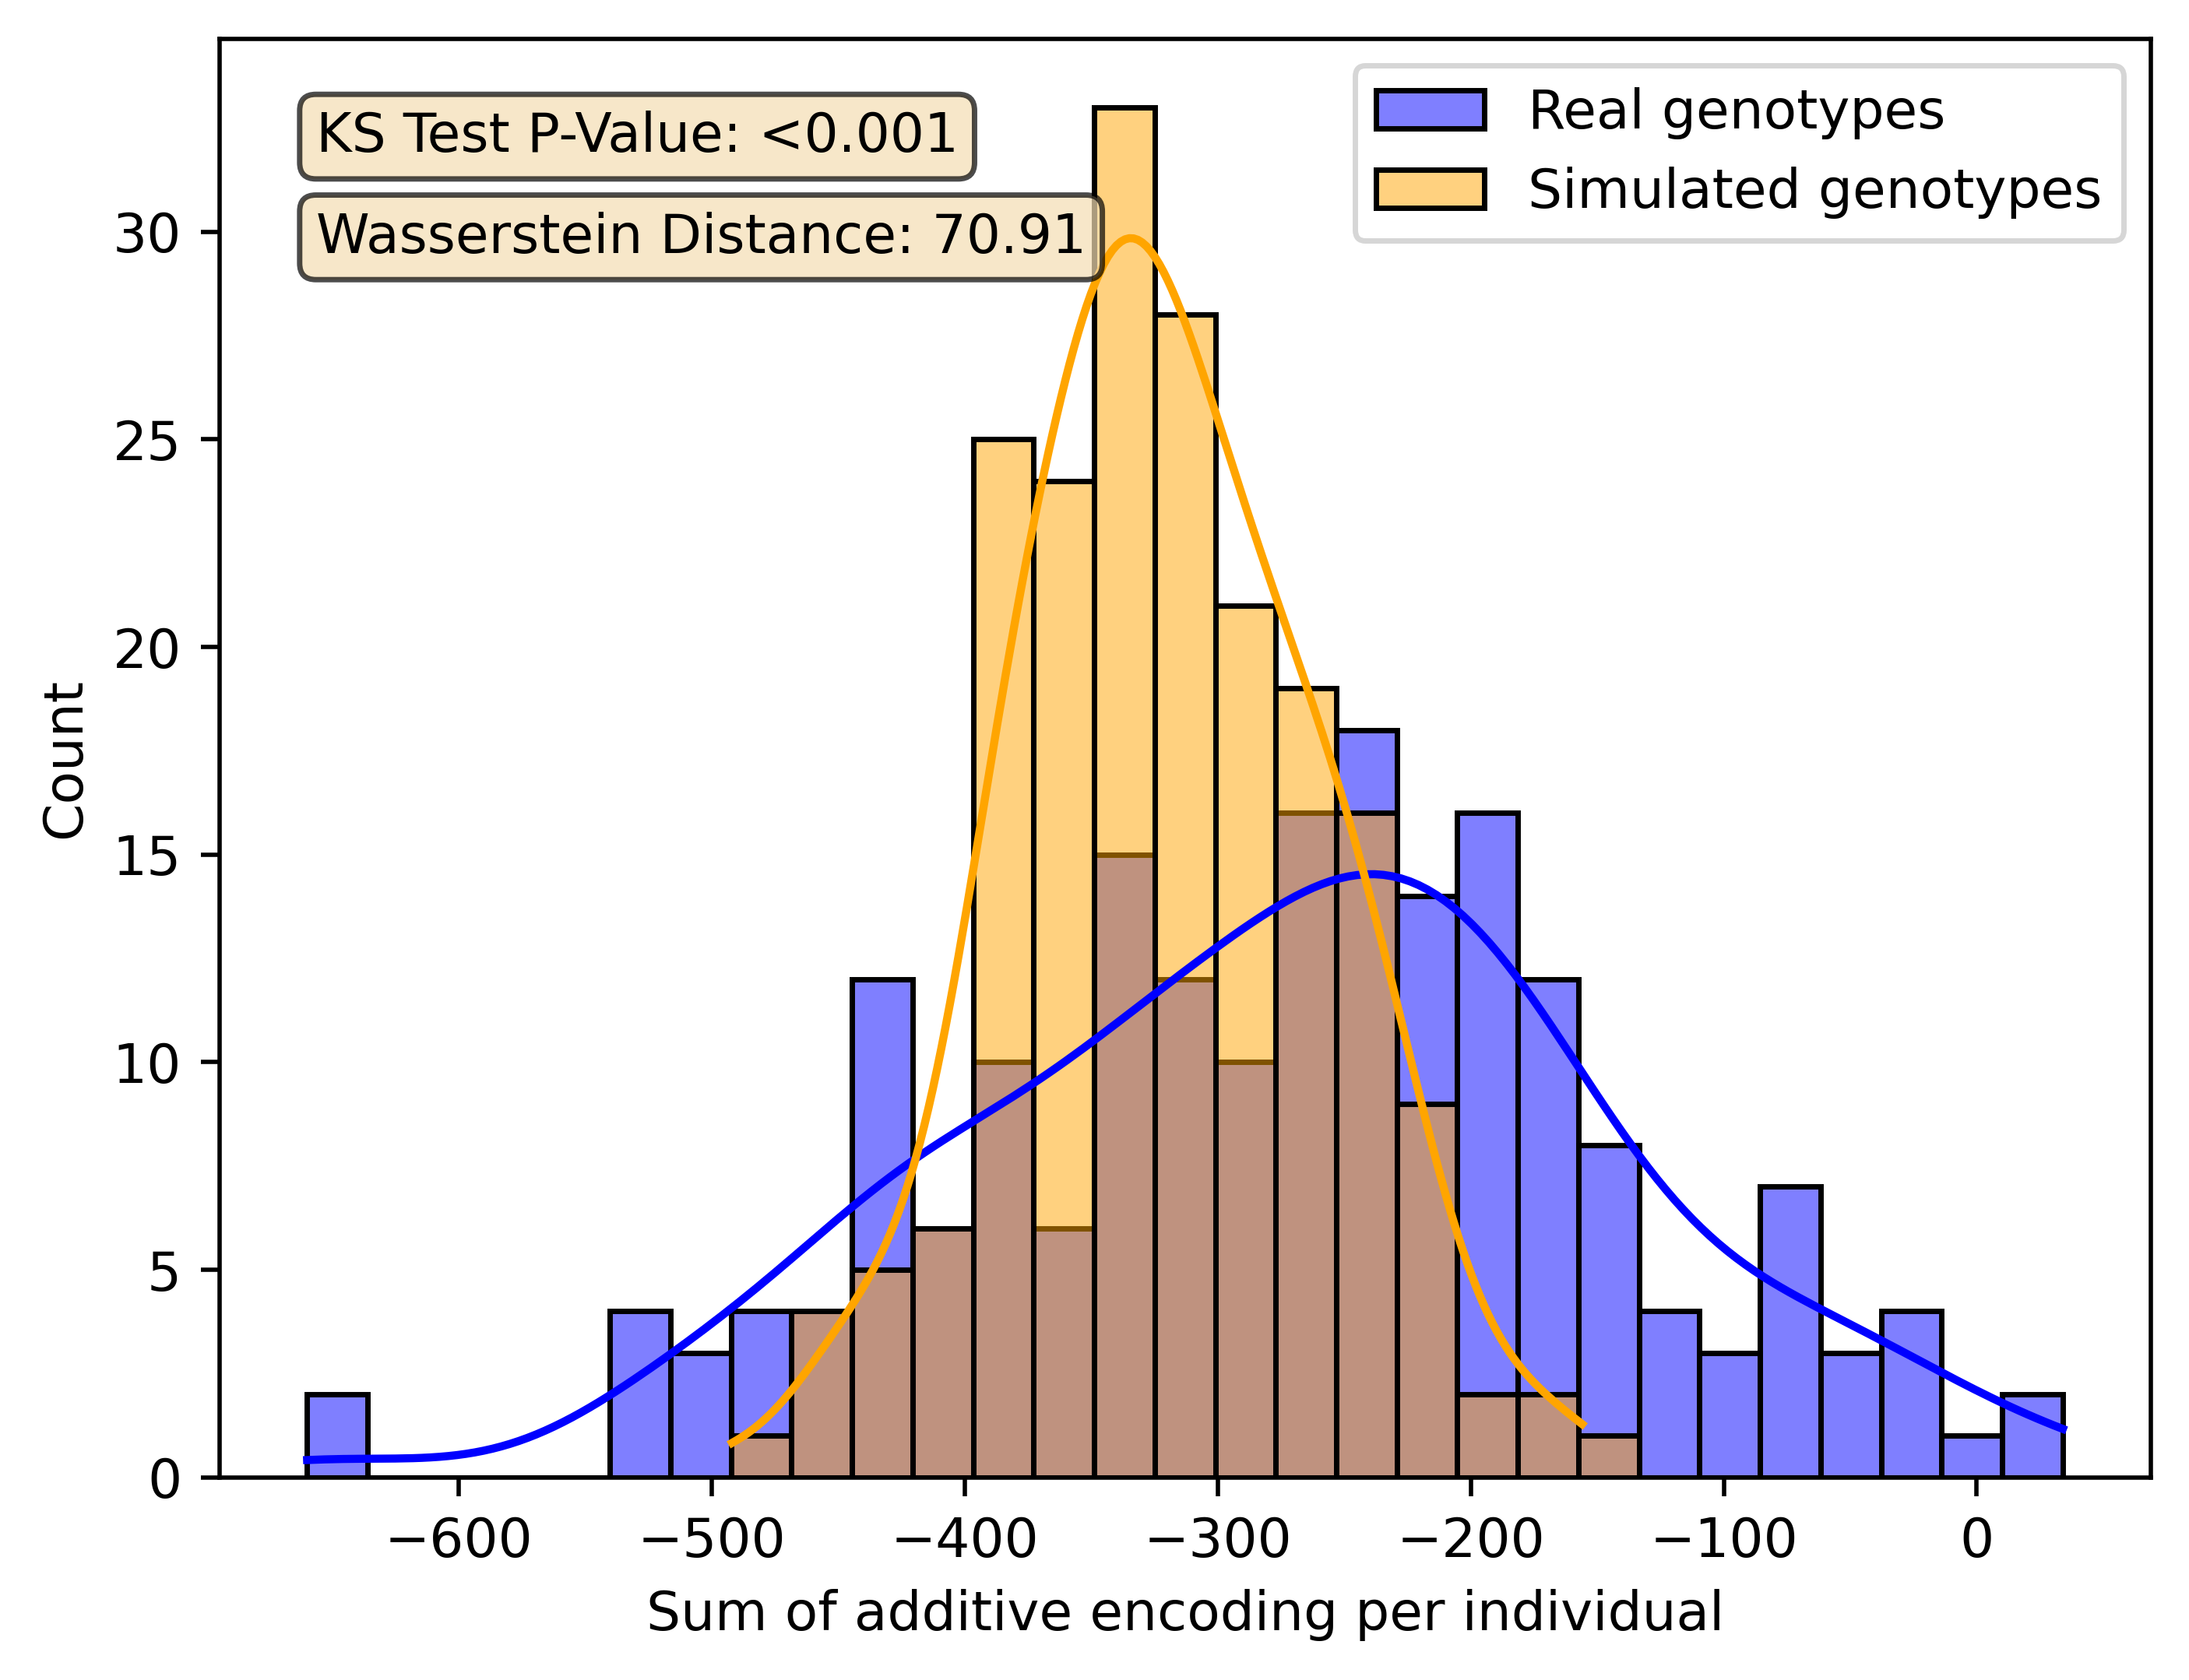 KS Test P-Value: <0.001
Wasserstein Distance: 70.91
Real genotypes
Simulated genotypes
Count
30
25
20
15
10
5
0
−600 −500 −400 −300 −200 −100 0
Sum of additive encoding per individual